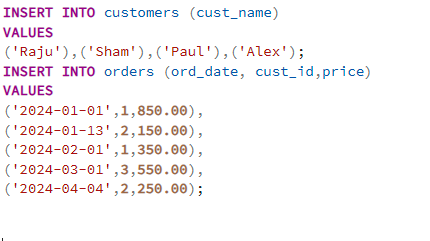 INSERT INTO customers (cust_name)
VALUES
('Raju'),('Sham'),('Paul'),('Alex');
INSERT INTO orders (ord_date, cust_id,price)
VALUES
('2024-01-01',1,850.00),
('2024-01-13',2,150.00),
('2024-02-01',1,350.00),
('2024-03-01',3,550.00),
('2024-04-04',2,250.00);